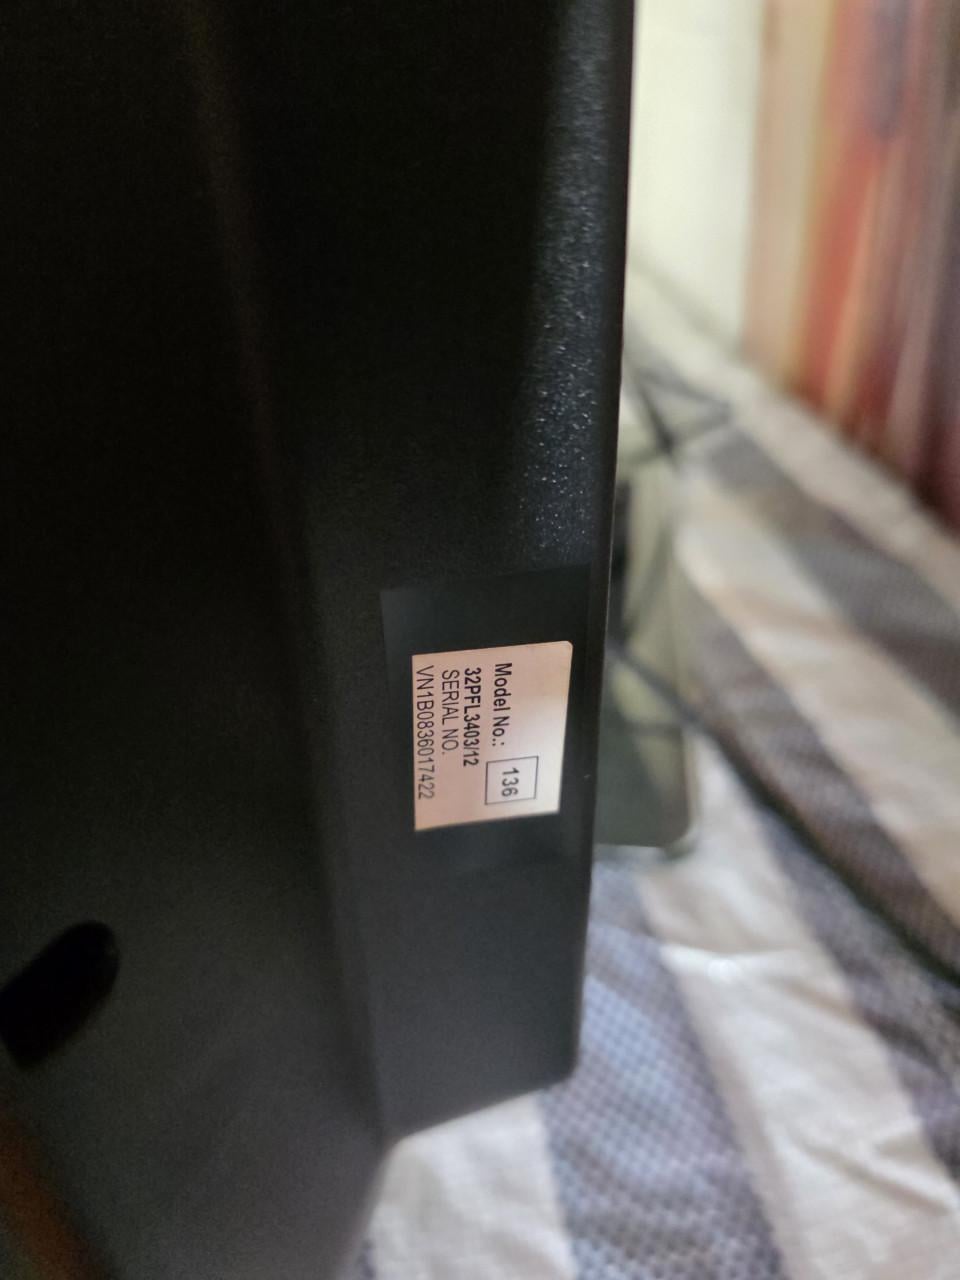 Model No.:
136
32PFL3403/12
SERIAL NO.
VN1B0836017422